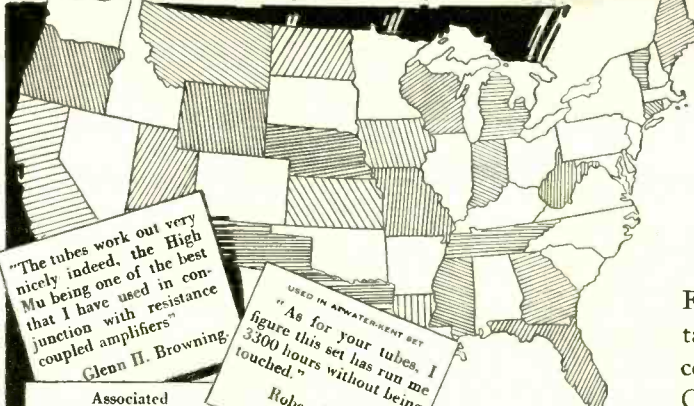 "The tubes work out very
nicely indeed, the High
Mu being one of the best
that I have used in con-
junction with resistance
coupled amplifiers"
Glenn H. Browning.
USED IN ATWATER-KENT SET
"As for your tubes. I
figure this set has run me
3300 hours without being
touched."
Associated